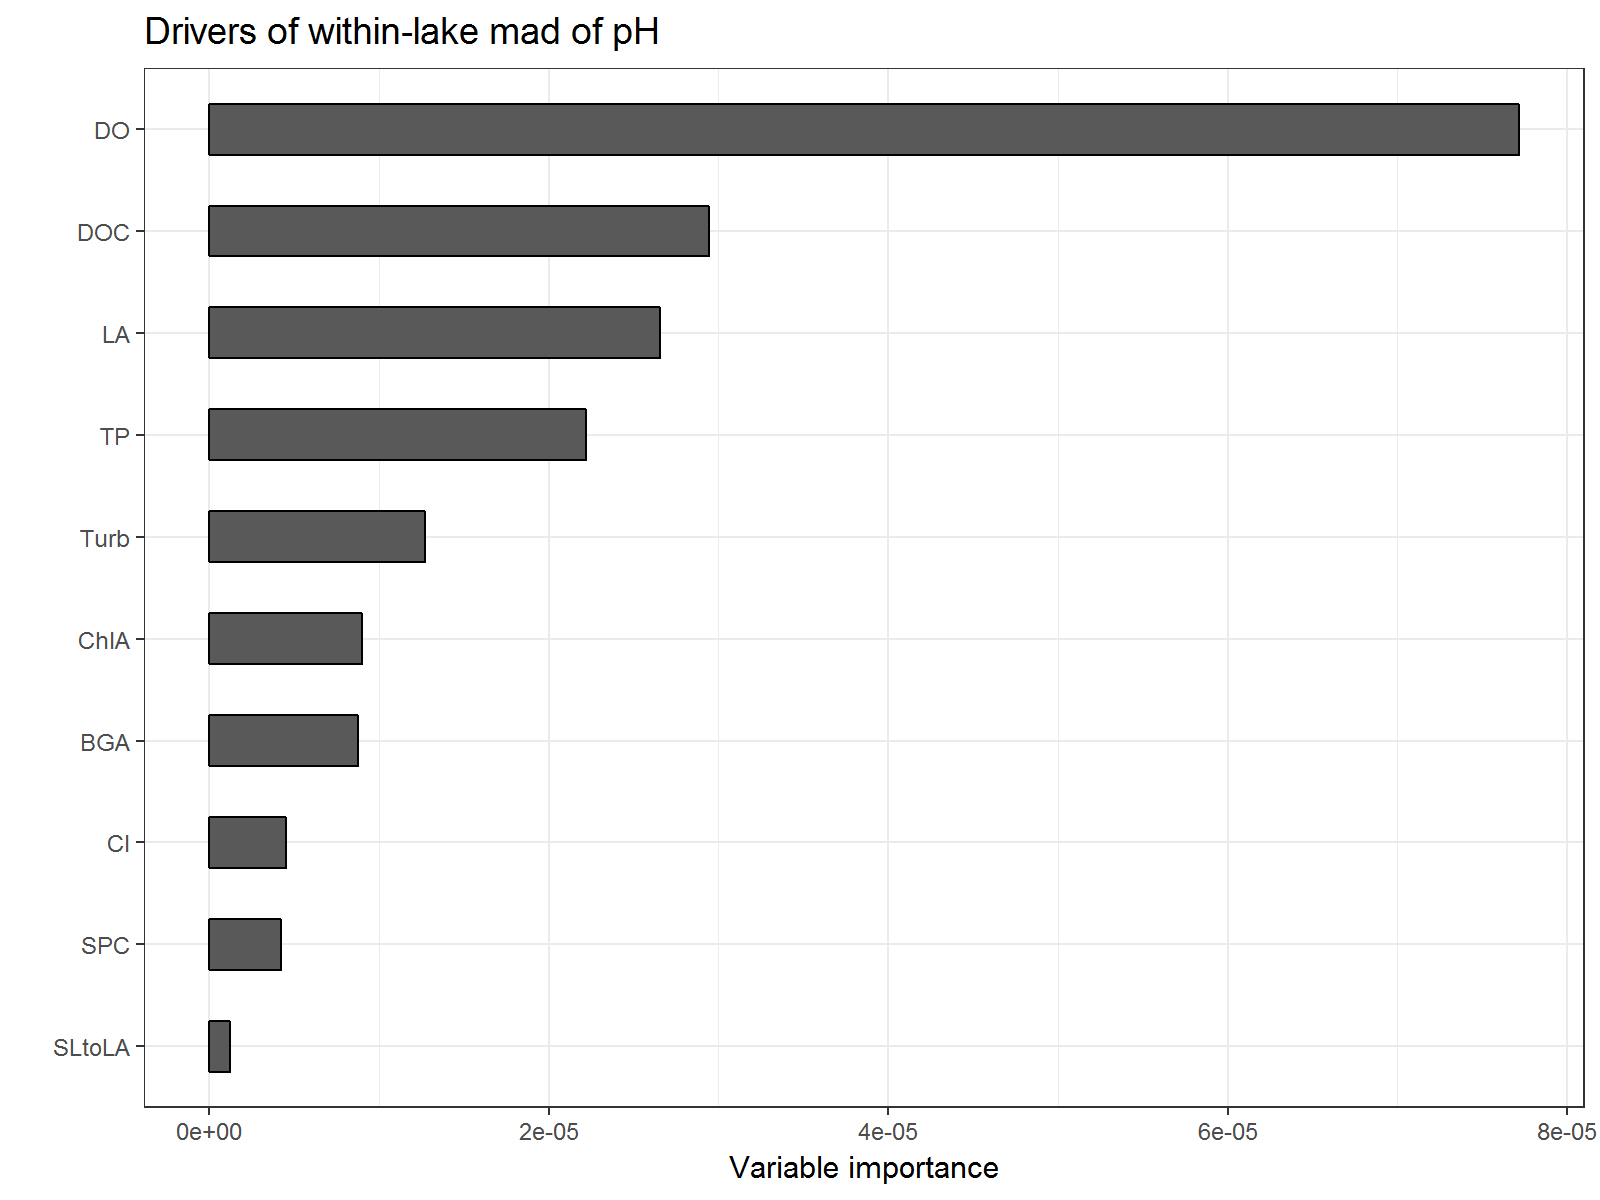 Drivers of within-lake mad of pH
DO
DOC
LA
TP
Turb
ChlA
BGA
Cl
SPC
SLtoLA
0e+00 2e-05 4e-05 6e-05 8e-05
Variable importance